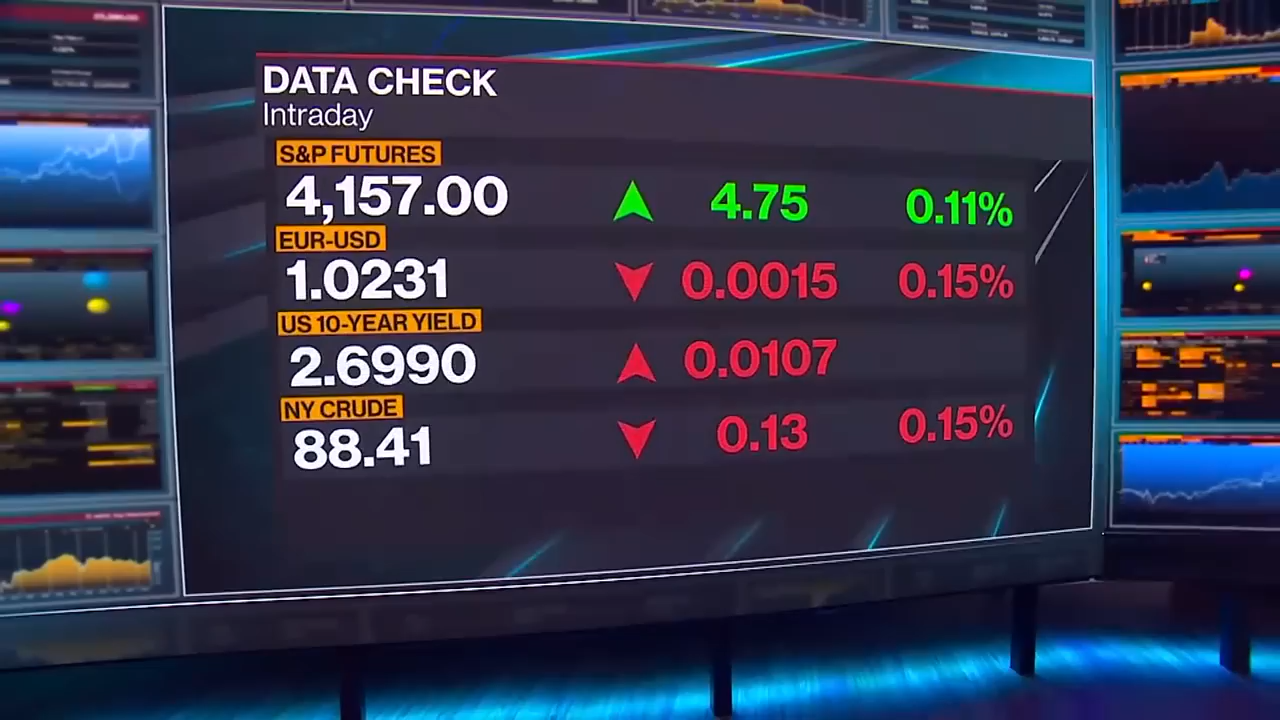 DATA CHECK
Intraday
S&P FUTURES
4,157.00 ▲ 4.75 0.11%
EUR-USD
1.0231 ▼ 0.0015 0.15%
US 10-YEAR YIELD
2.6990 ▲ 0.0107
NY CRUDE
88.41 ▼ 0.13 0.15%